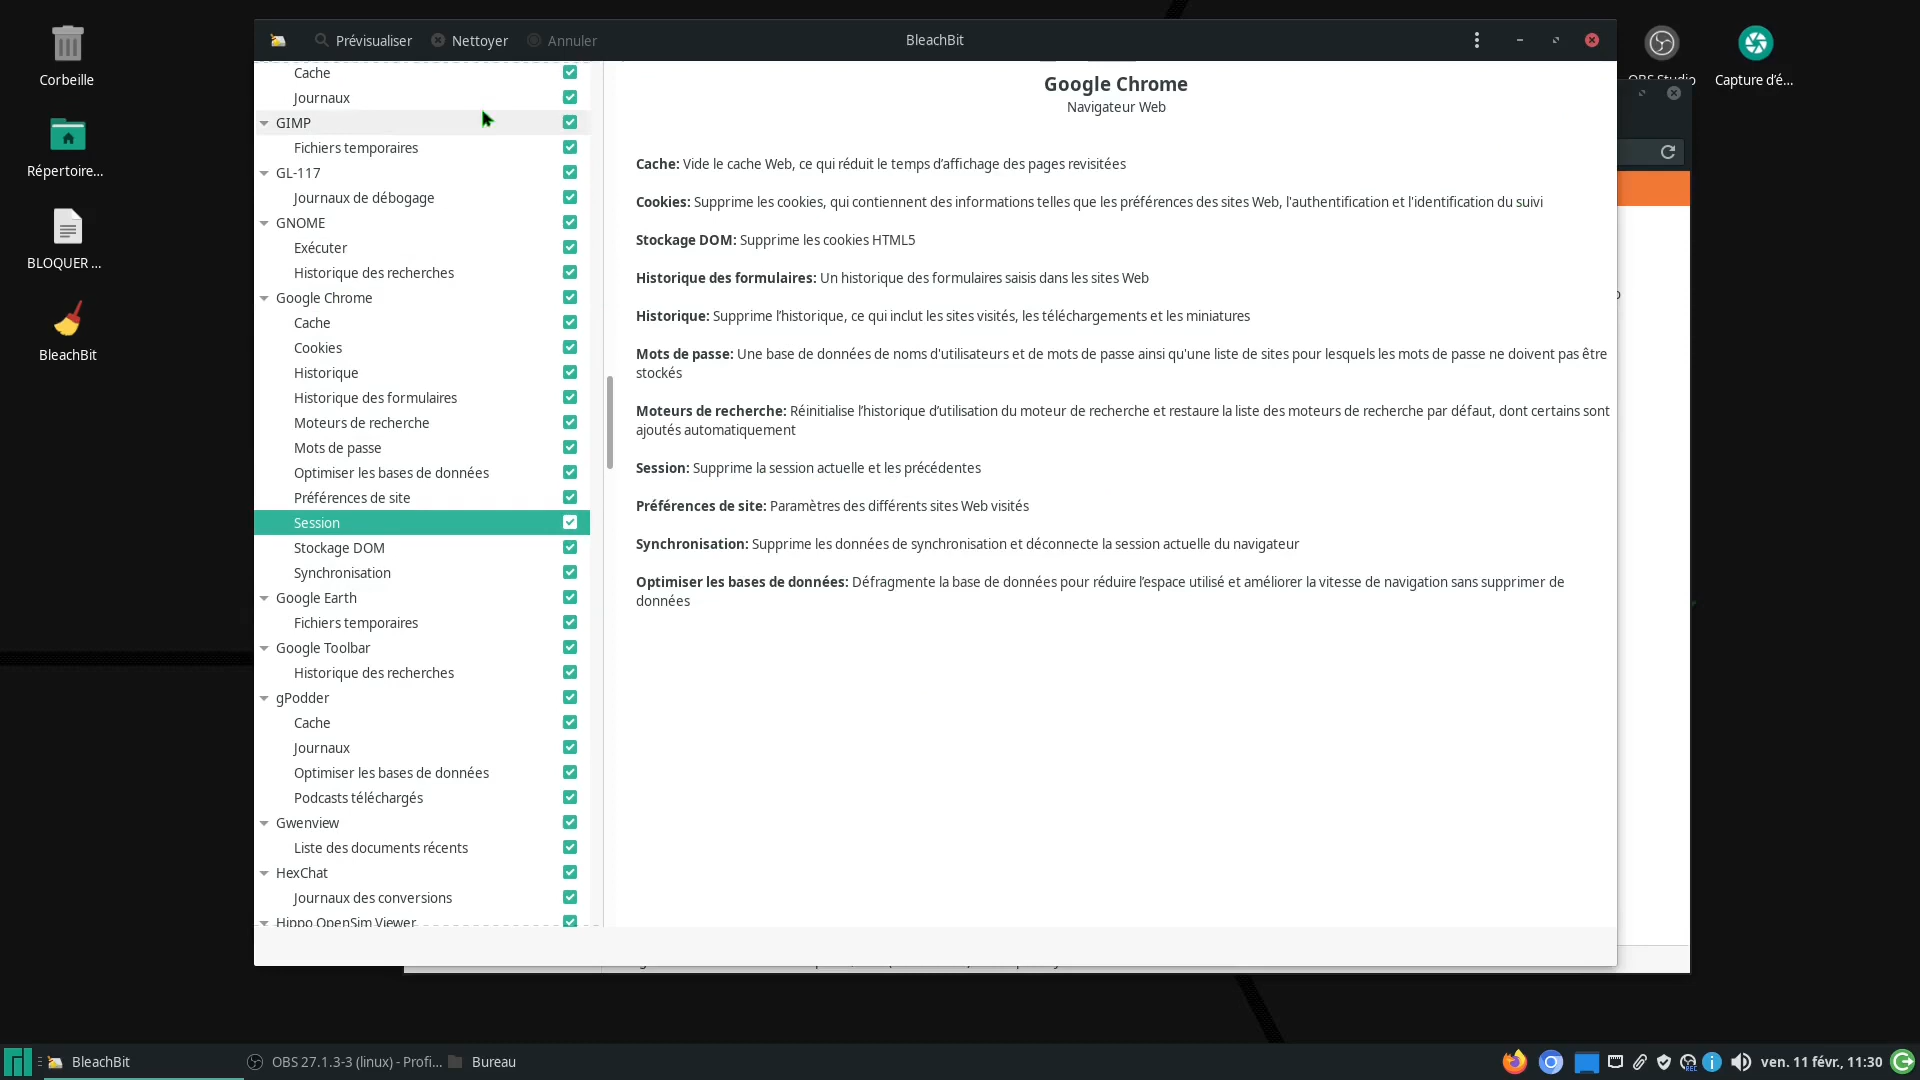 Corbeille
Répertoire...
BLOQUER ...
BleachBit
Prévisualiser
Nettoyer
Annuler
BleachBit
OBS Studio
Capture d'é...
Cache
Journaux
GIMP
Fichiers temporaires
GL-117
Journaux de débogage
GNOME
Exécuter
Historique des recherches
Google Chrome
Cache
Cookies
Historique
Historique des formulaires
Moteurs de recherche
Mots de passe
Optimiser les bases de données
Préférences de site
Session
Stockage DOM
Synchronisation
Google Earth
Fichiers temporaires
Google Toolbar
Historique des recherches
gPodder
Cache
Journaux
Optimiser les bases de données
Podcasts téléchargés
Gwenview
Liste des documents récents
HexChat
Journaux des conversions
Hippo OpenSim Viewer
Google Chrome
Navigateur Web
Cache: Vide le cache Web, ce qui réduit le temps d’affichage des pages revisitées
Cookies: Supprime les cookies, qui contiennent des informations telles que les préférences des sites Web, l'authentification et l'identification du suivi
Stockage DOM: Supprime les cookies HTML5
Historique des formulaires: Un historique des formulaires saisis dans les sites Web
Historique: Supprime l’historique, ce qui inclut les sites visités, les téléchargements et les miniatures
Mots de passe: Une base de données de noms d'utilisateurs et de mots de passe ainsi qu'une liste de sites pour lesquels les mots de passe ne doivent pas être
stockés
Moteurs de recherche: Réinitialise l’historique d’utilisation du moteur de recherche et restaure la liste des moteurs de recherche par défaut, dont certains sont
ajoutés automatiquement
Session: Supprime la session actuelle et les précédentes
Préférences de site: Paramètres des différents sites Web visités
Synchronisation: Supprime les données de synchronisation et déconnecte la session actuelle du navigateur
Optimiser les bases de données: Défragmente la base de données pour réduire l’espace utilisé et améliorer la vitesse de navigation sans supprimer de
données
BleachBit
OBS 27.1.3-3 (linux) - Profi...
Bureau
REC
ven. 11 févr., 11:30